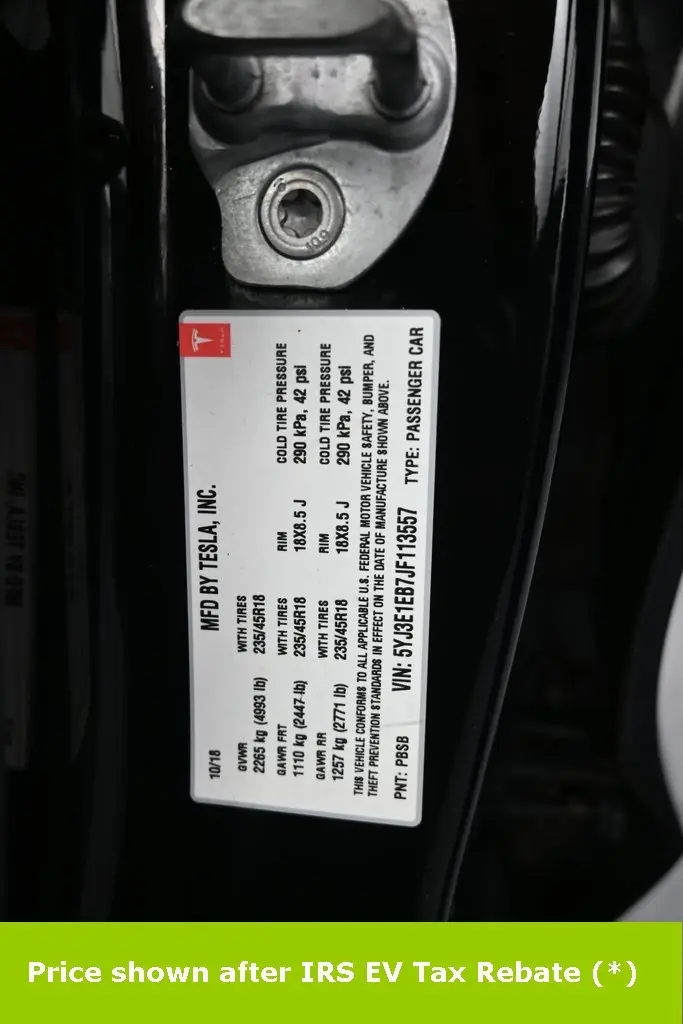 TESLA
MFD BY TESLA, INC.
10/18
GVWR WITH TIRES
2265 kg (4993 lb) 235/45R18
GAWR FRT WITH TIRES RIM COLD TIRE PRESSURE
1110 kg (2447 lb) 235/45R18 18X8.5 J 290 kPa, 42 psi
GAWR RR WITH TIRES RIM COLD TIRE PRESSURE
1257 kg (2771 lb) 235/45R18 18X8.5 J 290 kPa, 42 psi
THIS VEHICLE CONFORMS TO ALL APPLICABLE U.S. FEDERAL MOTOR VEHICLE SAFETY, BUMPER, AND
THEFT PREVENTION STANDARDS IN EFFECT ON THE DATE OF MANUFACTURE SHOWN ABOVE.
PNT: PBSB VIN: 5YJ3E1EB7JF113557 TYPE: PASSENGER CAR
Price shown after IRS EV Tax Rebate (*)